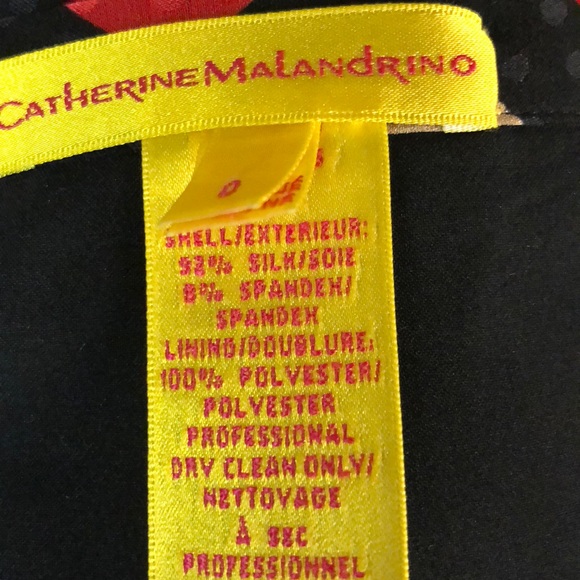 CATHERINE MALANDRINO
0
SHELL/EXTERIEUR:
92% SILK/SOIE
8% SPANDEX/
SPANDEX
LINING/DOUBLURE:
100% POLYESTER/
POLYESTER
PROFESSIONAL
DRY CLEAN ONLY/
NETTOYAGE
À SEC
PROFESSIONNEL